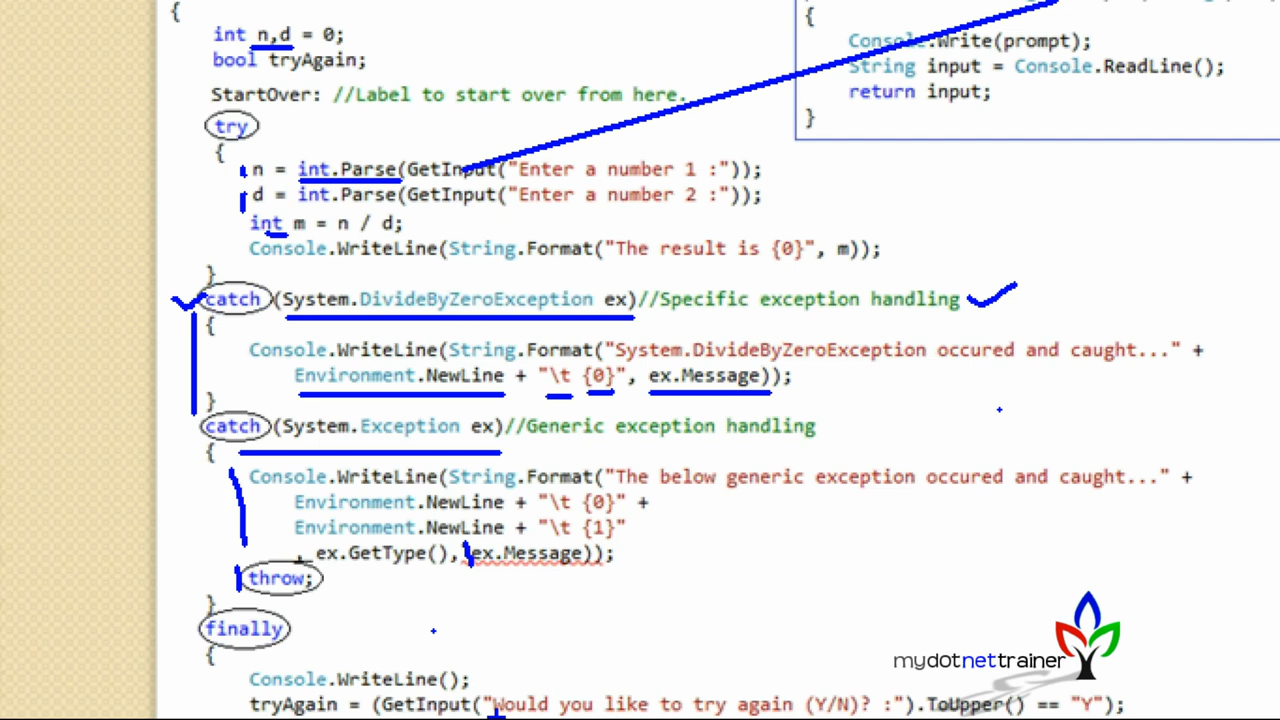 {
int n,d = 0;
bool tryAgain;
StartOver: //Label to start over from here.
try
{
n = int.Parse(GetInput("Enter a number 1 :"));
d = int.Parse(GetInput("Enter a number 2 :"));
int m = n / d;
Console.WriteLine(String.Format("The result is {0}", m));
}
catch (System.DivideByZeroException ex)//Specific exception handling
{
Console.WriteLine(String.Format("System.DivideByZeroException occured and caught..." +
Environment.NewLine + "\t {0}", ex.Message));
}
catch (System.Exception ex)//Generic exception handling
{
Console.WriteLine(String.Format("The below generic exception occured and caught..." +
Environment.NewLine + "\t {0}" +
Environment.NewLine + "\t {1}"
, ex.GetType(), ex.Message));
throw;
}
finally
{
Console.WriteLine();
tryAgain = (GetInput("Would you like to try again (Y/N)? :").ToUpper() == "Y");
{
Console.Write(prompt);
String input = Console.ReadLine();
return input;
}
mydotnettrainer